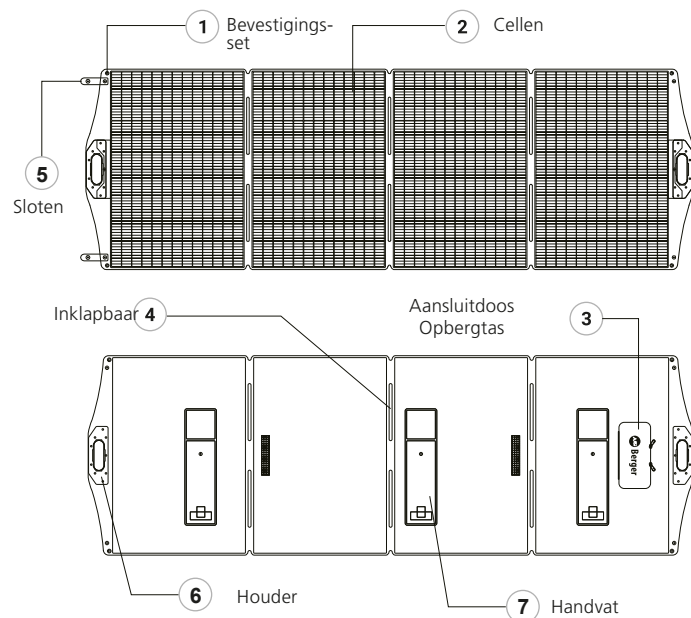 1 Bevestigings-
set
2 Cellen
5
Sloten
Inklapbaar 4
Aansluitdoos
Opbergtas
3
Berger
6 Houder
7 Handvat